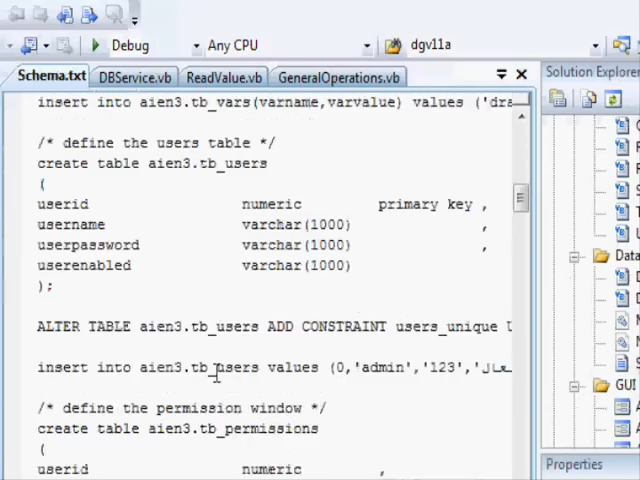 Debug Any CPU dgv11a
Schema.txt DBService.vb ReadValue.vb GeneralOperations.vb Solution Explorer
insert into aien3.tb_vars(varname,varvalue) values ('dra
/* define the users table */
create table aien3.tb_users
(
userid numeric primary key ,
username varchar(1000) ,
userpassword varchar(1000) ,
userenabled varchar(1000)
);
ALTER TABLE aien3.tb_users ADD CONSTRAINT users_unique U
insert into aien3.tb_users values (0,'admin','123','
/* define the permission window */
create table aien3.tb_permissions
(
userid numeric ,
Data
GUI
Properties